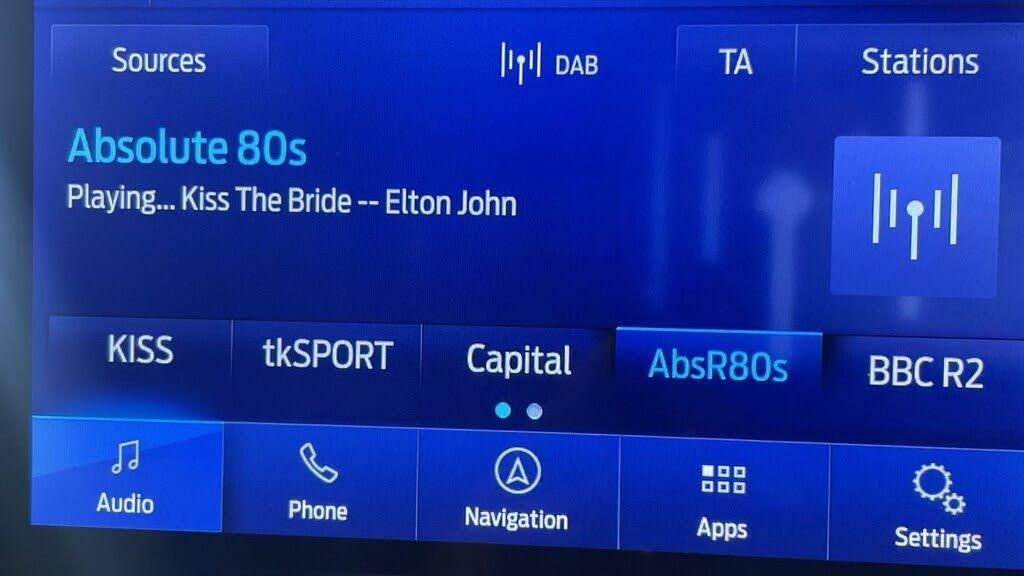 Sources
DAB
TA
Stations
Absolute 80s
Playing... Kiss The Bride -- Elton John
KISS
tkSPORT
Capital
AbsR80s
BBC R2
Audio
Phone
Navigation
Apps
Settings